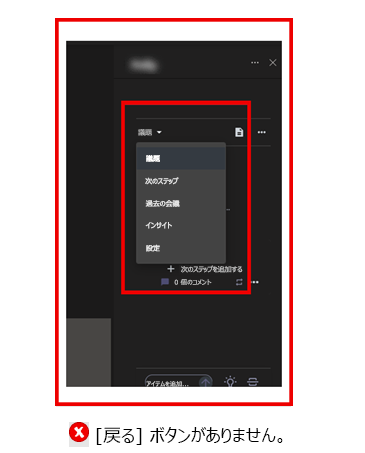 議題
議題
次のステップ
過去の会議
インサイト
設定
次のステップを追加する
0 個のコメント
アイテムを追加...
[戻る] ボタンがありません。